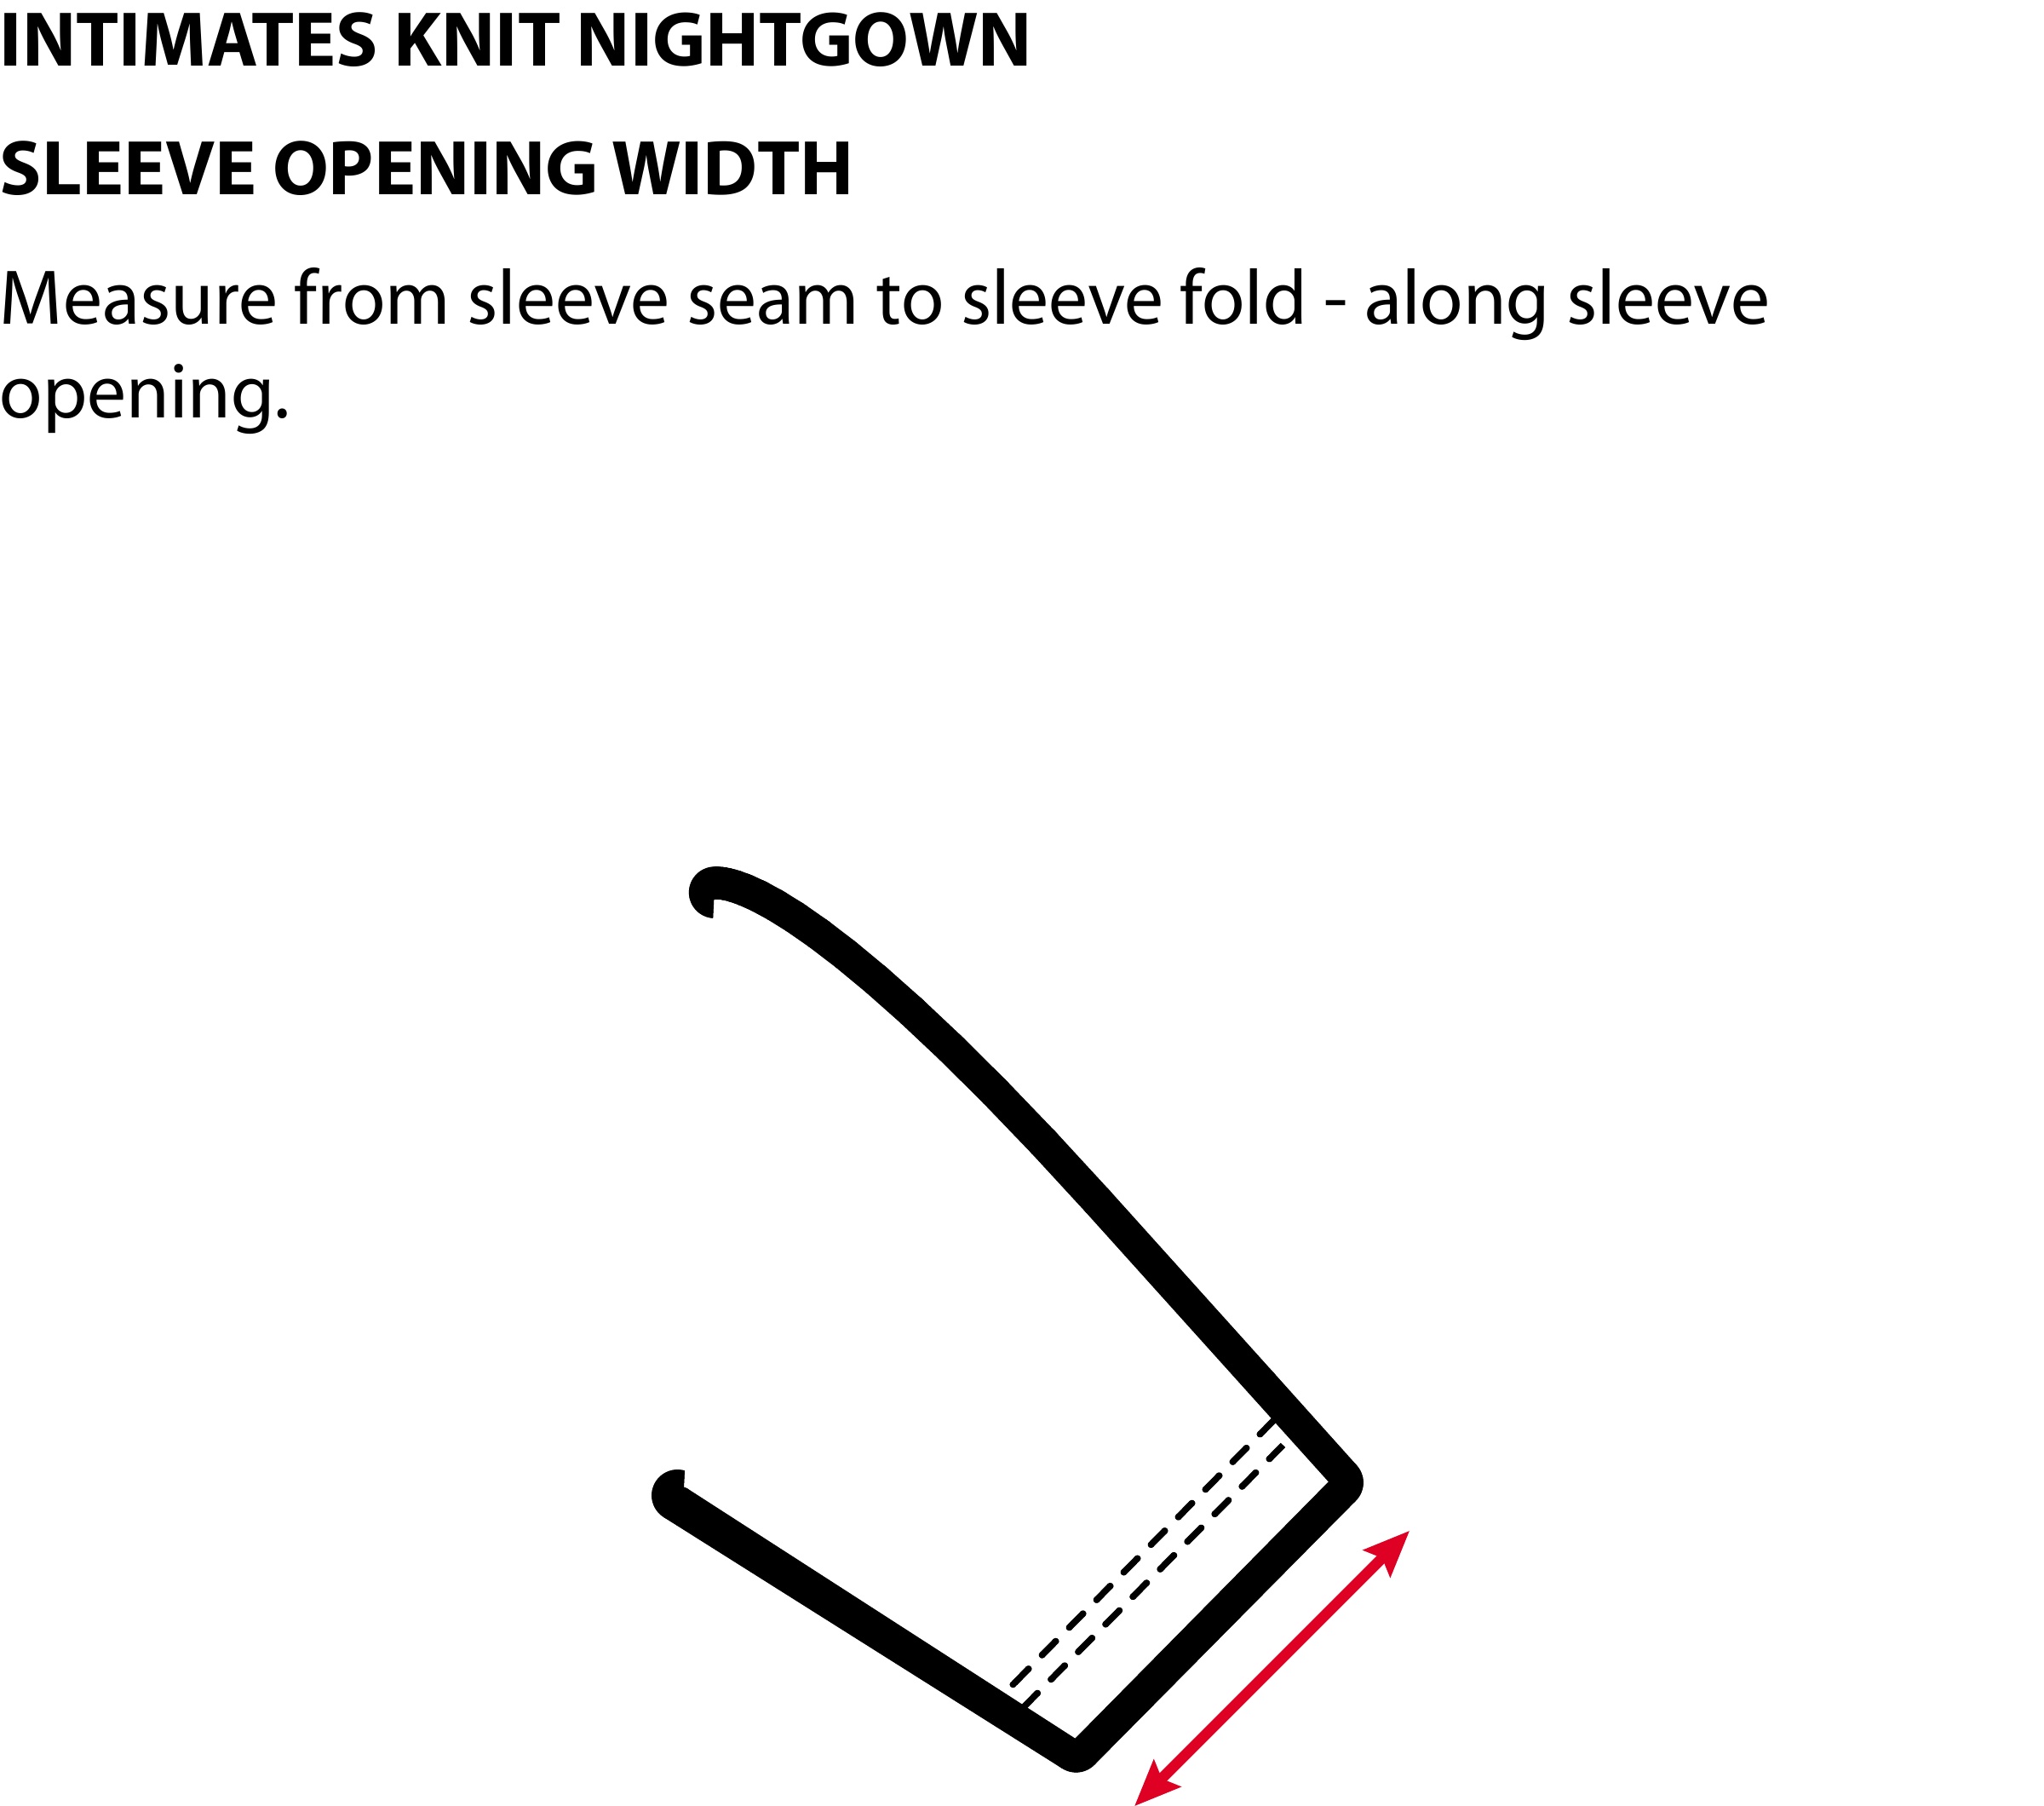 INTIMATES KNIT NIGHTGOWN
SLEEVE OPENING WIDTH
Measure from sleeve seam to sleeve fold - along sleeve
opening.